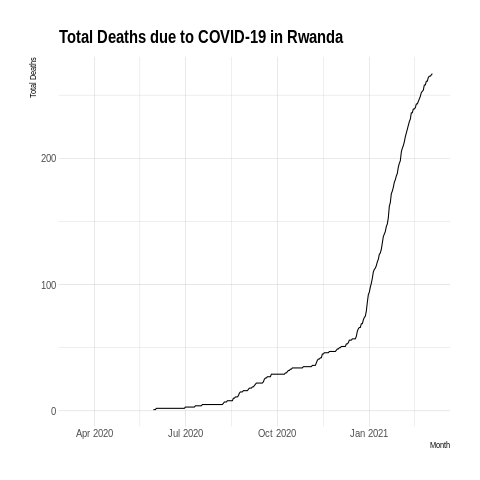 Total Deaths due to COVID-19 in Rwanda
Total Deaths
200
100
0
Apr 2020
Jul 2020
Oct 2020
Jan 2021
Month